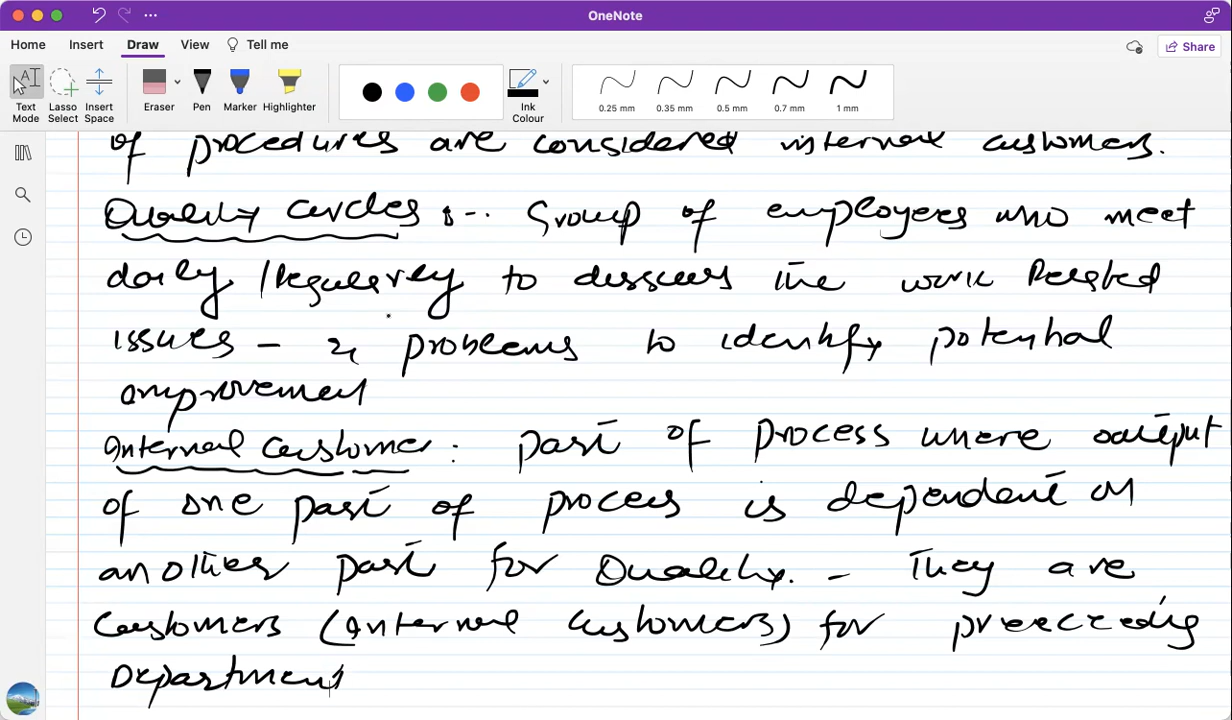 OneNote
Home Insert Draw View Tell me
Share
Text Mode Lasso Select Insert Space Eraser Pen Marker Highlighter Ink Colour 0.25 mm 0.35 mm 0.5 mm 0.7 mm 1 mm
of procedures are considered internal customers.
Quality circles :-. Group of employees who meet
daily /Regularly to discuss the work Related
issues - & problems to identify potential
improvement
Internal customer : part of process where output
of one part of process is dependent on
another part for Quality. - They are
customers (Internal customers) for preeceeding
Department